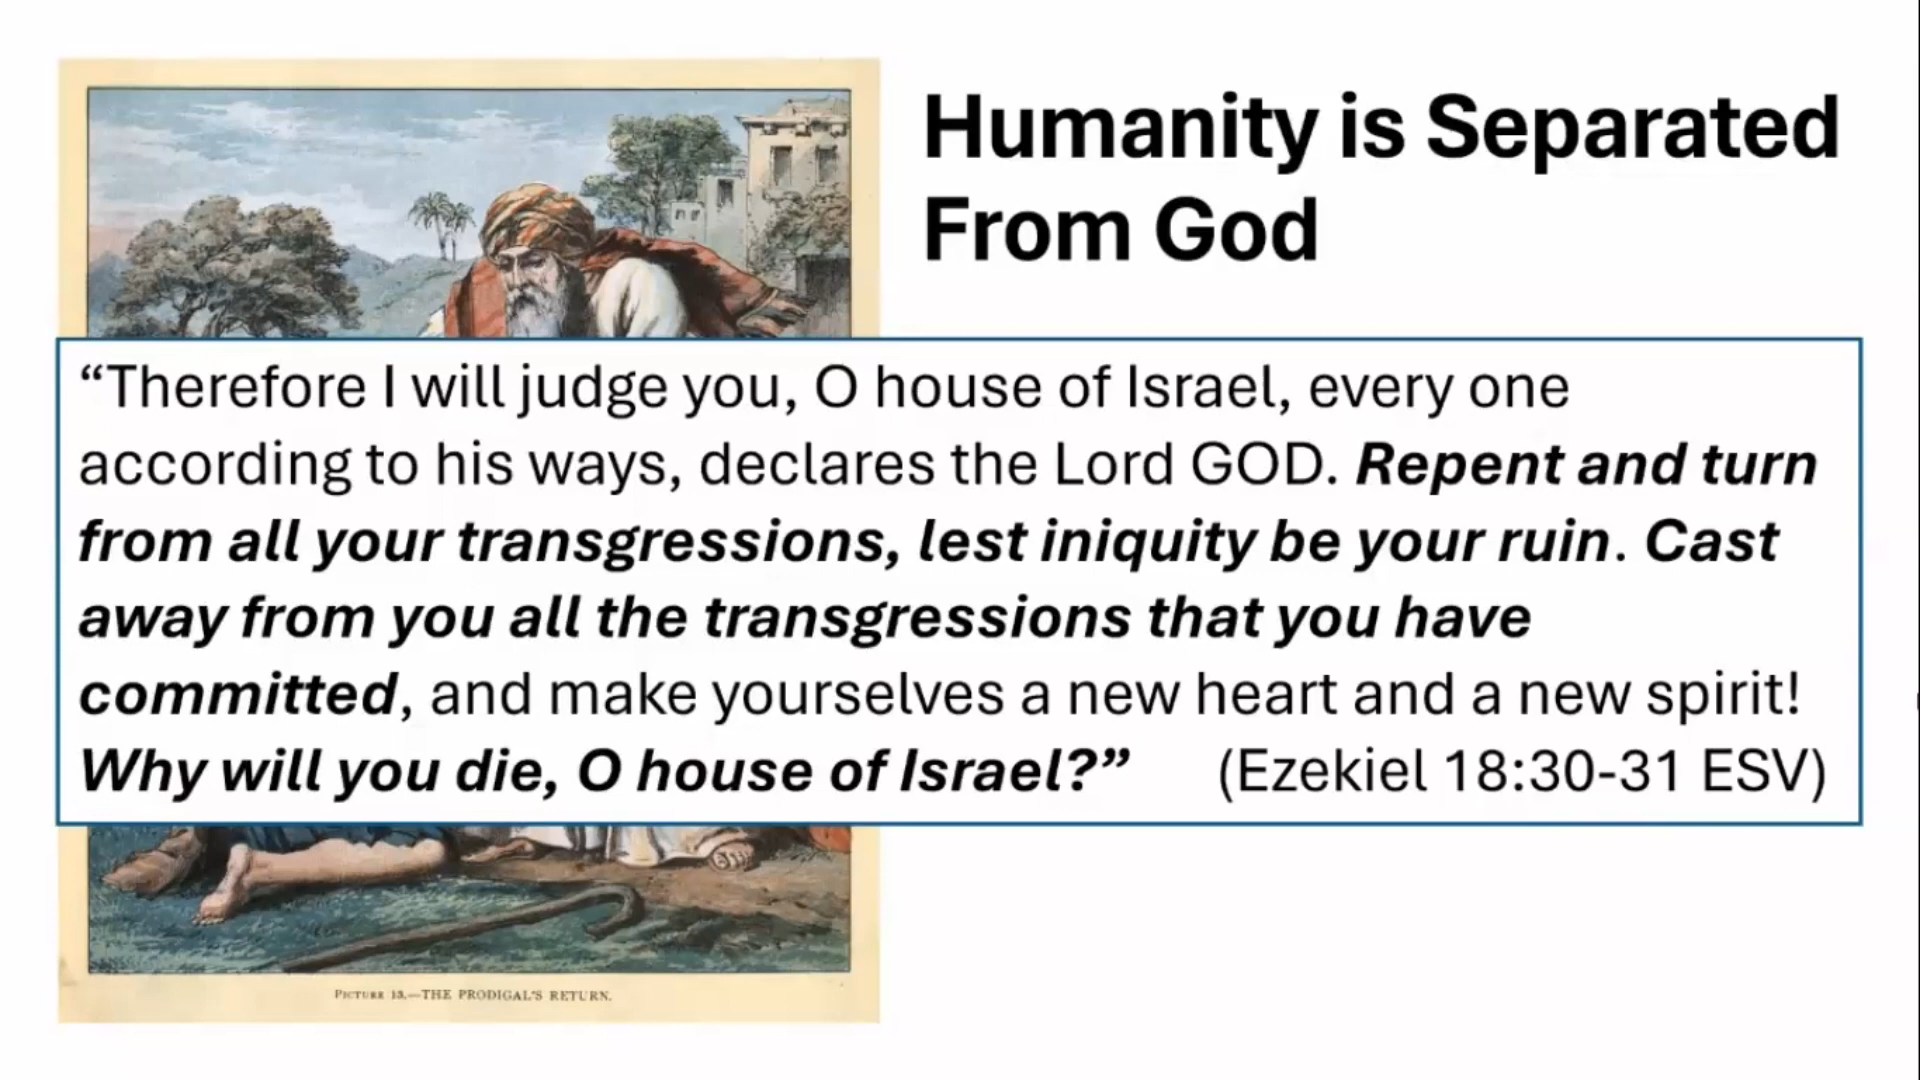 Humanity is Separated
From God
“Therefore I will judge you, O house of Israel, every one
according to his ways, declares the Lord GOD. Repent and turn
from all your transgressions, lest iniquity be your ruin. Cast
away from you all the transgressions that you have
committed, and make yourselves a new heart and a new spirit!
Why will you die, O house of Israel?” (Ezekiel 18:30-31 ESV)
Picture 13.—THE PRODIGAL'S RETURN.